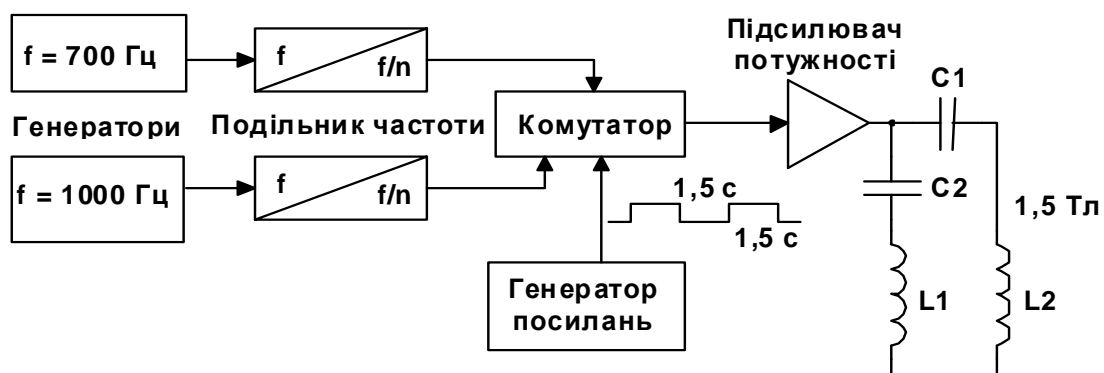 f = 700 Гц
f
f/n
Підсилювач
потужності
C1
Генератори
Подільник частоти
Комутатор
f = 1000 Гц
f
f/n
1,5 с
1,5 с
C2
1,5 Тл
Генератор
посилань
L1
L2